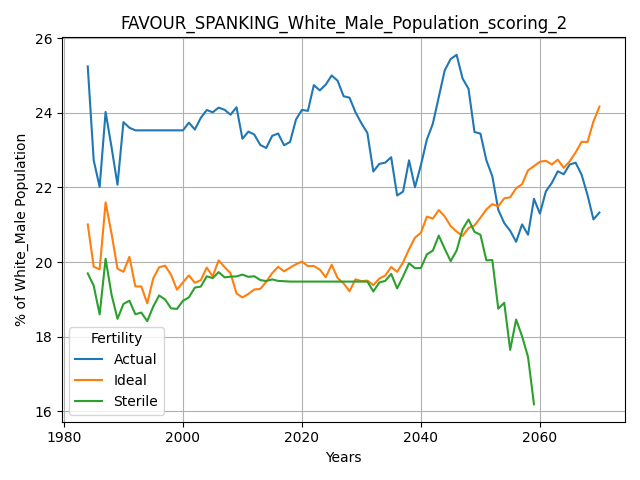 FAVOUR_SPANKING_White_Male_Population_scoring_2
% of White_Male Population
26
24
22
20
18
16
Fertility
Actual
Ideal
Sterile
1980
2000
2020
2040
2060
Years